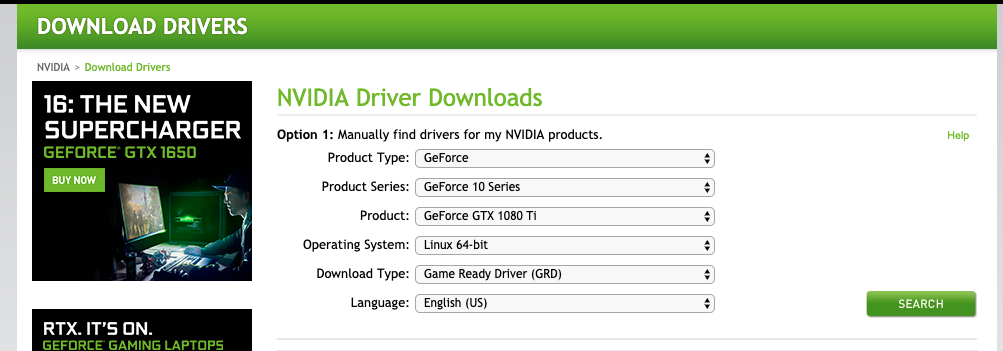 DOWNLOAD DRIVERS
NVIDIA > Download Drivers
16: THE NEW
SUPERCHARGER
GEFORCE® GTX 1650
BUY NOW
RTX. IT'S ON.
GEFORCE® GAMING LAPTOPS
NVIDIA Driver Downloads
Option 1: Manually find drivers for my NVIDIA products.
Help
Product Type: GeForce
Product Series: GeForce 10 Series
Product: GeForce GTX 1080 Ti
Operating System: Linux 64-bit
Download Type: Game Ready Driver (GRD)
Language: English (US)
SEARCH